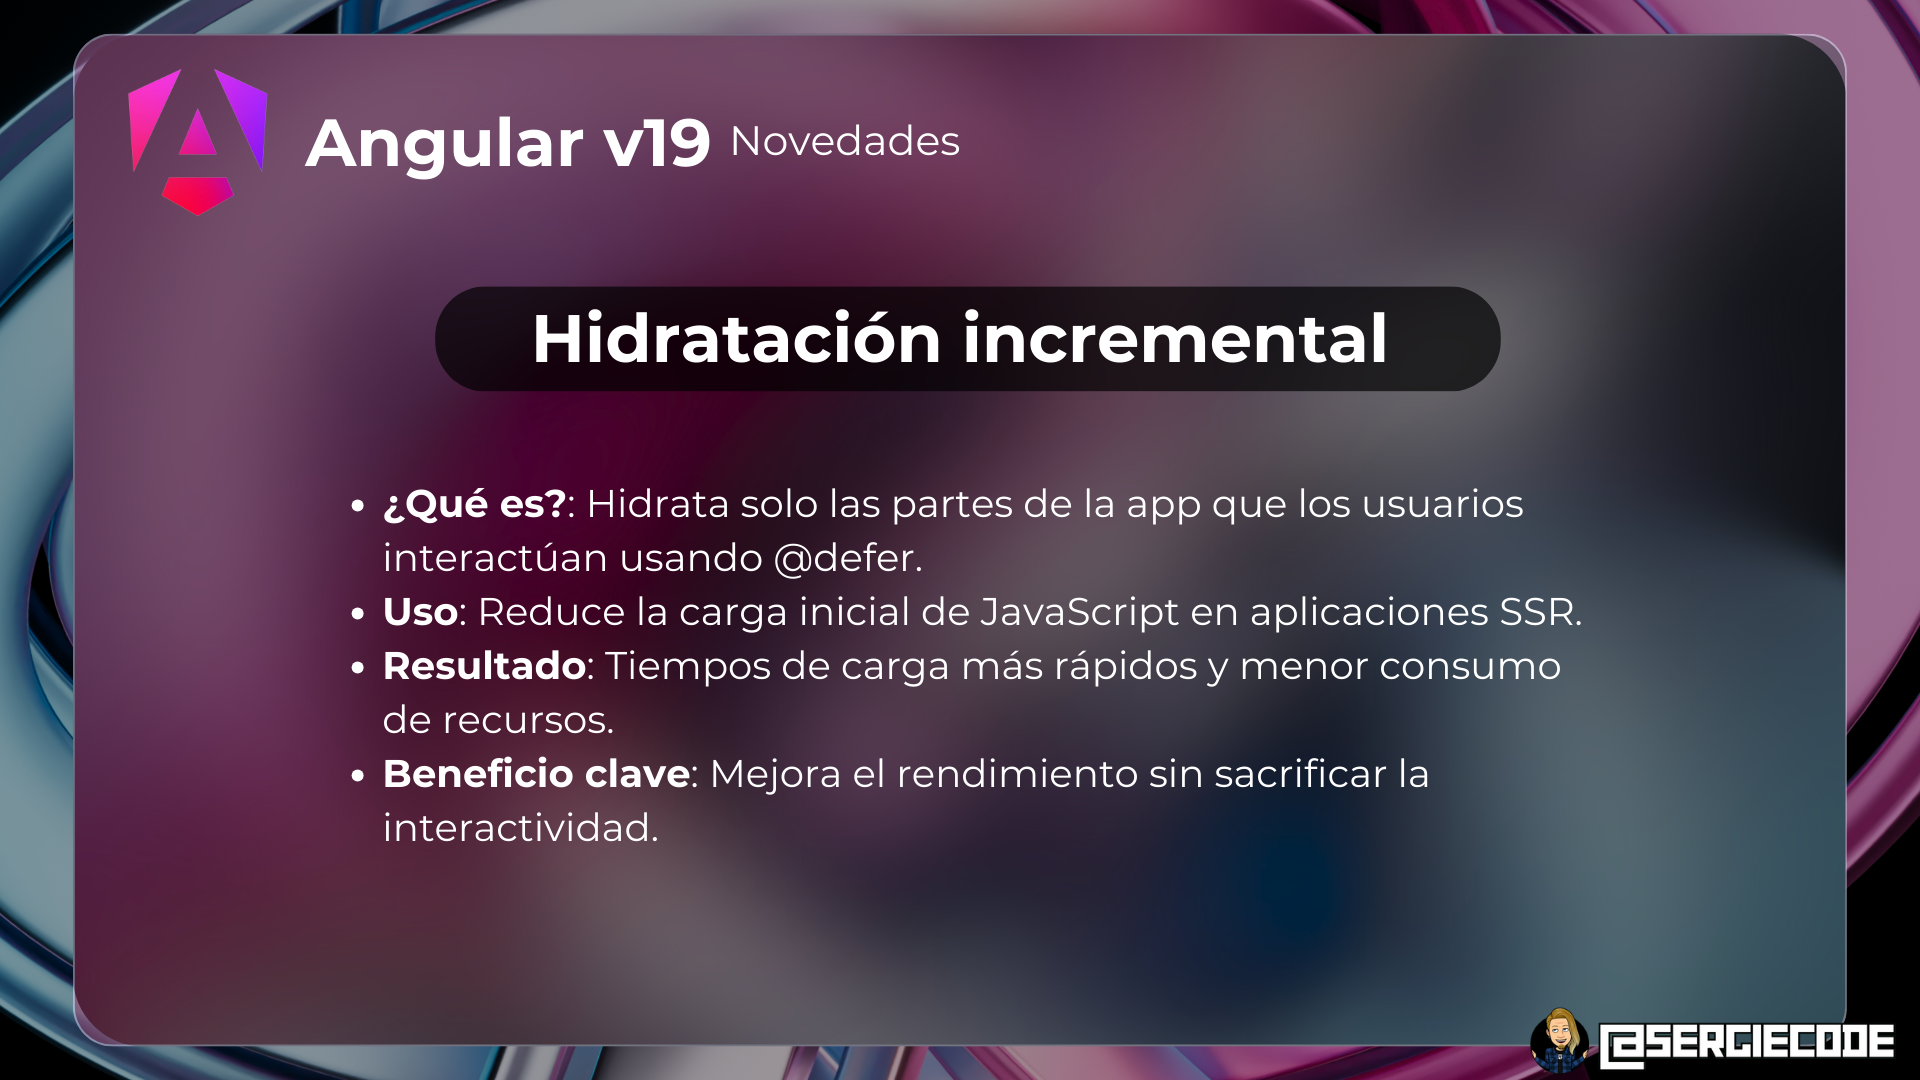 Angular v19 Novedades
Hidratación incremental
• ¿Qué es?: Hidrata solo las partes de la app que los usuarios
interactúan usando @defer.
• Uso: Reduce la carga inicial de JavaScript en aplicaciones SSR.
• Resultado: Tiempos de carga más rápidos y menor consumo
de recursos.
• Beneficio clave: Mejora el rendimiento sin sacrificar la
interactividad.
@SERGIECODE